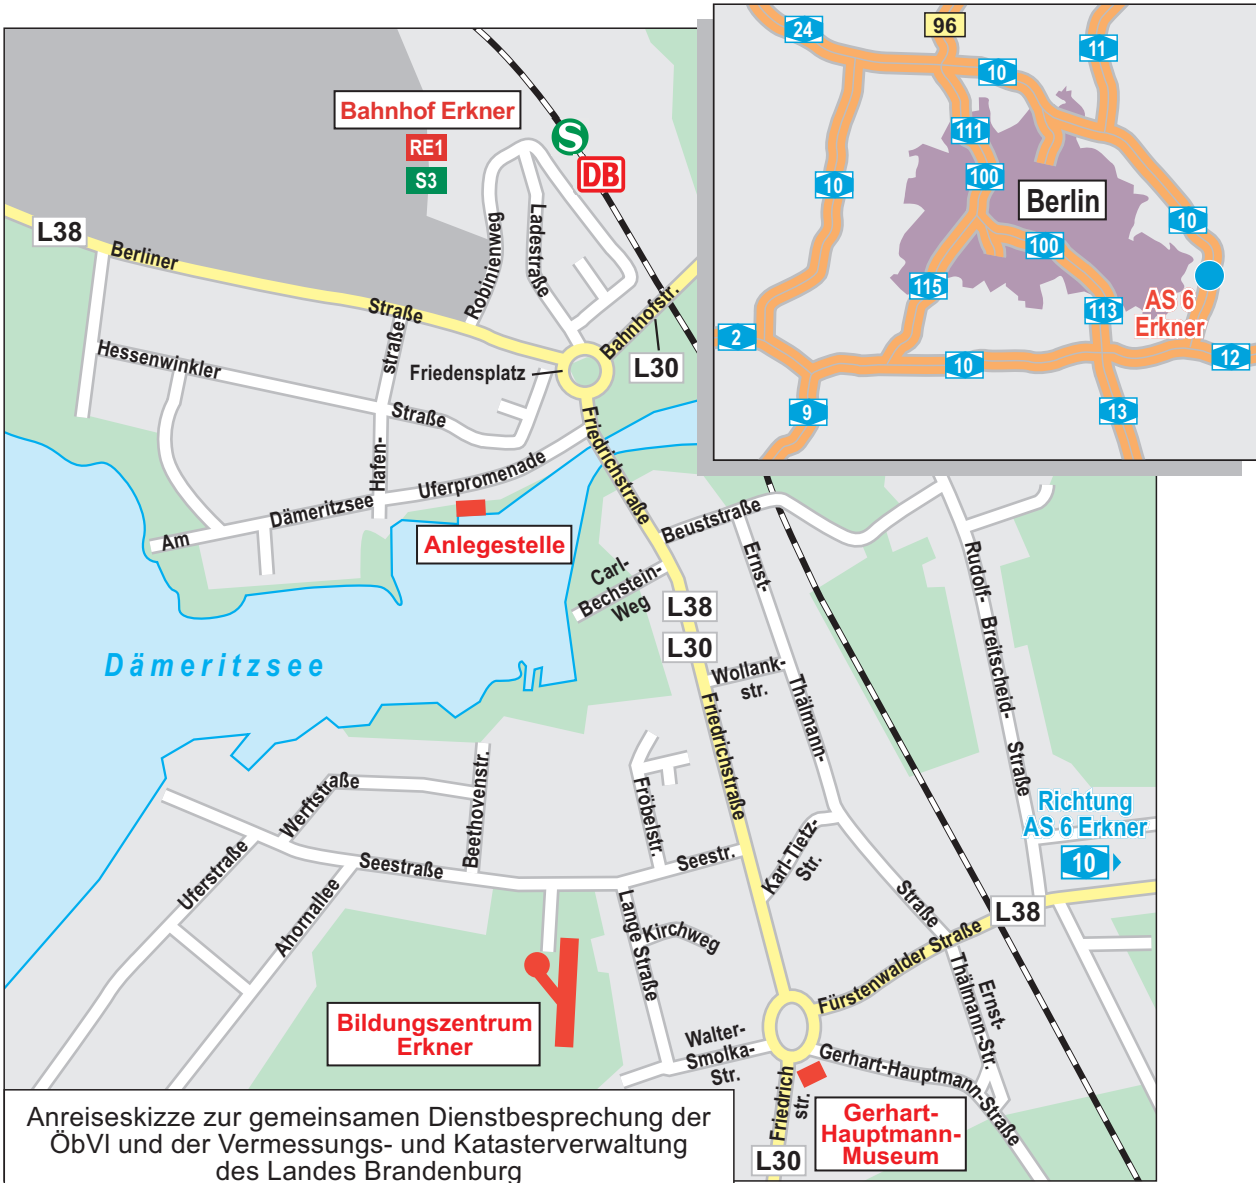 24
96
11
10
111
100
10
Berlin
10
100
115
AS 6
Erkner
113
2
10
12
9
13
Bahnhof Erkner
RE1
S3
S
DB
L38
Berliner
Straße
Robinienweg
Ladestraße
Bahnhofstr.
L30
Friedensplatz
Hessenwinkler
Straße
Hafen-
straße
Friedrichstraße
Am
Dämeritzsee
Uferpromenade
Anlegestelle
Beuststraße
Carl-
Bechstein-
Weg
L38
L30
Ernst-
Thälmann-
Straße
Wollank-
str.
Rudolf-
Breitscheid-
Straße
Dämeritzsee
Friedrichstraße
Werftstraße
Beethovenstr.
Fröbelstr.
Uferstraße
Seestraße
Seestr.
Ahornallee
Karl-Tietz-
Str.
Richtung
AS 6 Erkner
10
L38
Lange Straße
Kirchweg
Fürstenwalder Straße
Ernst-
Thälmann-Str.
Bildungszentrum
Erkner
Walter-
Smolka-
Str.
Gerhart-Hauptmann-Straße
Friedrich
str.
L30
Gerhart-
Hauptmann-
Museum
Anreiseskizze zur gemeinsamen Dienstbesprechung der
ÖbVI und der Vermessungs- und Katasterverwaltung
des Landes Brandenburg